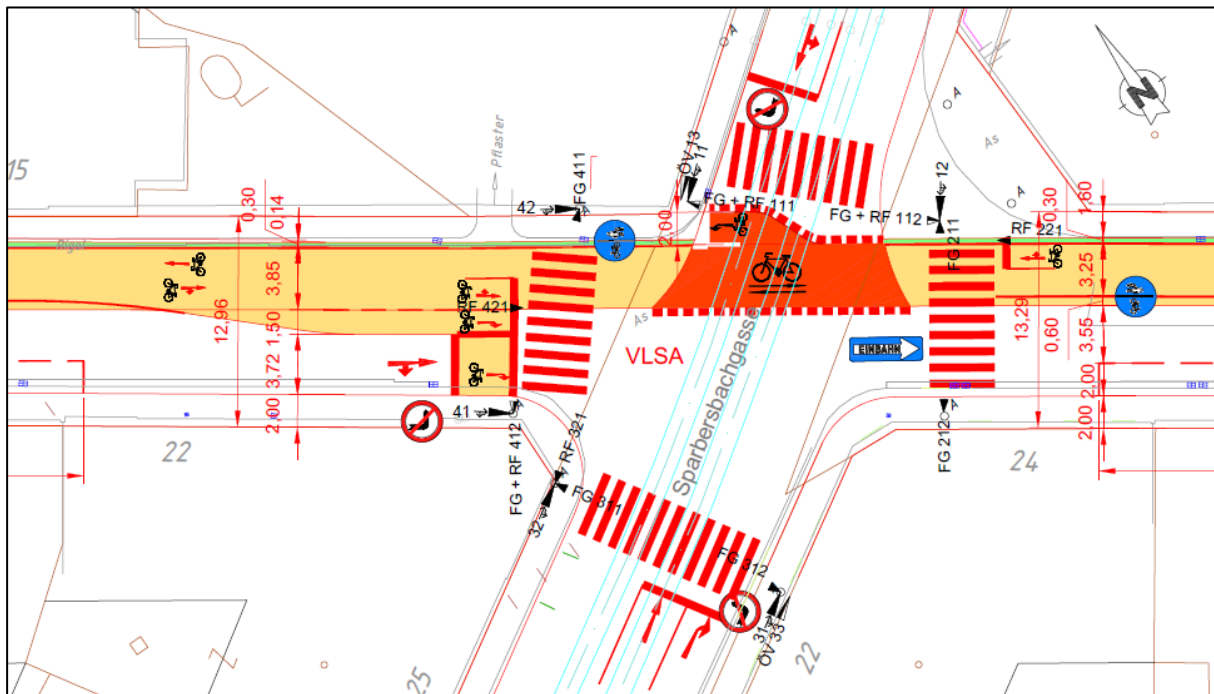 15
Pflaster
FG 411
42
A
ÖV 13
11
A
FG + RF 111
FG + RF 112
12
A
As
A
N
0,30
0,14
2,00
FG 211
RF 221
0,30
1,60
Rigol
3,85
12,96
1,50
3,72
2,00
As
VLSA
EINBAHN
13,29
3,25
0,60
3,55
2,00
2,00
22
41
A
FG + RF 412
RF 321
32
FG 311
Sparbersbachgasse
FG 212
A
24
FG 312
31
ÖV 33
25
22